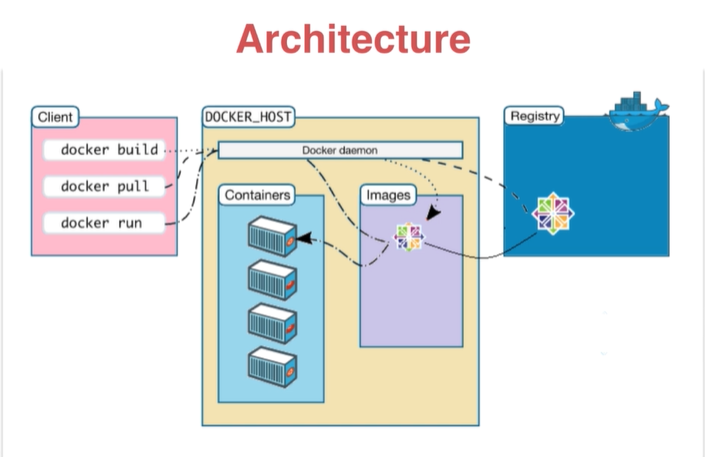 Architecture
Client
docker build
docker pull
docker run
DOCKER_HOST
Docker daemon
Containers
Images
Registry